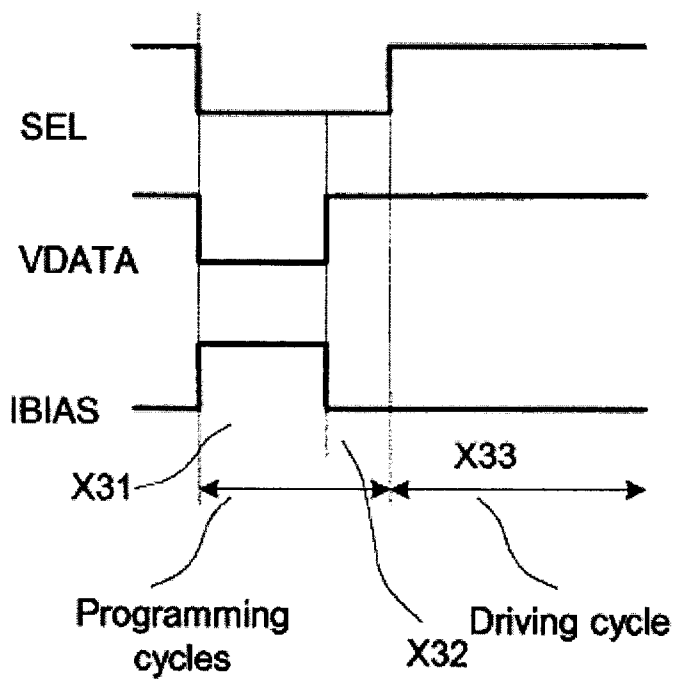 SEL
VDATA
IBIAS
X31
X33
Programming
cycles
X32
Driving cycle